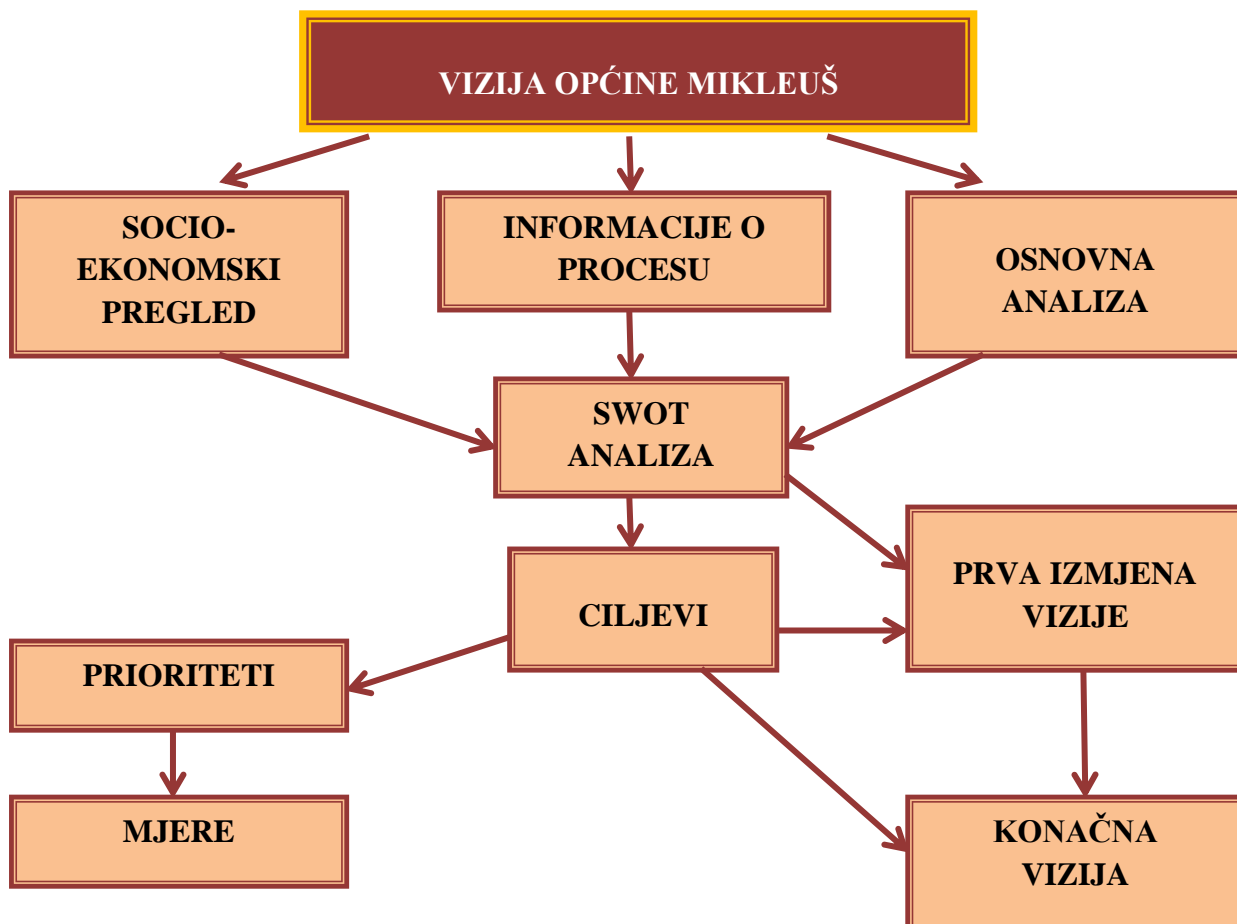 VIZIJA OPĆINE MIKLEUŠ
SOCIO-
EKONOMSKI
PREGLED
INFORMACIJE O
PROCESU
OSNOVNA
ANALIZA
SWOT
ANALIZA
CILJEVI
PRVA IZMJENA
VIZIJE
PRIORITETI
MJERE
KONAČNA
VIZIJA